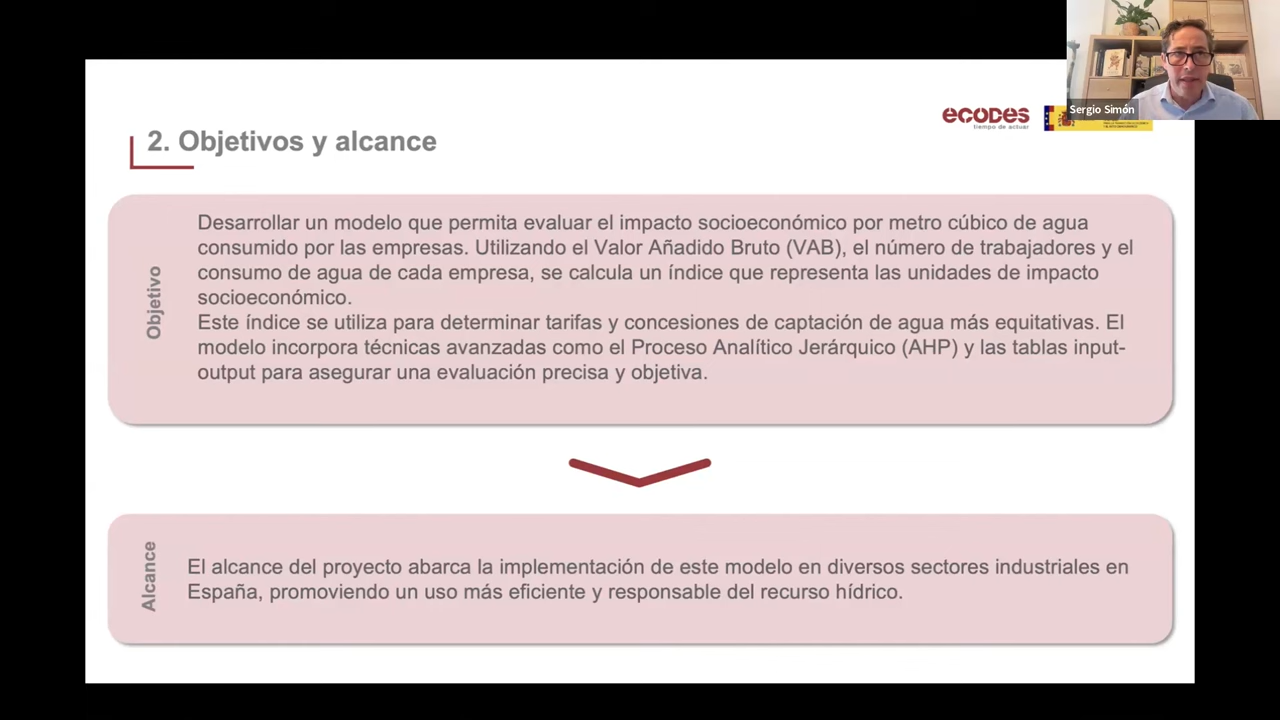 Sergio Simón
ecodes
tiempo de actuar
2. Objetivos y alcance
Objetivo
Desarrollar un modelo que permita evaluar el impacto socioeconómico por metro cúbico de agua
consumido por las empresas. Utilizando el Valor Añadido Bruto (VAB), el número de trabajadores y el
consumo de agua de cada empresa, se calcula un índice que representa las unidades de impacto
socioeconómico.
Este índice se utiliza para determinar tarifas y concesiones de captación de agua más equitativas. El
modelo incorpora técnicas avanzadas como el Proceso Analítico Jerárquico (AHP) y las tablas input-
output para asegurar una evaluación precisa y objetiva.
Alcance
El alcance del proyecto abarca la implementación de este modelo en diversos sectores industriales en
España, promoviendo un uso más eficiente y responsable del recurso hídrico.